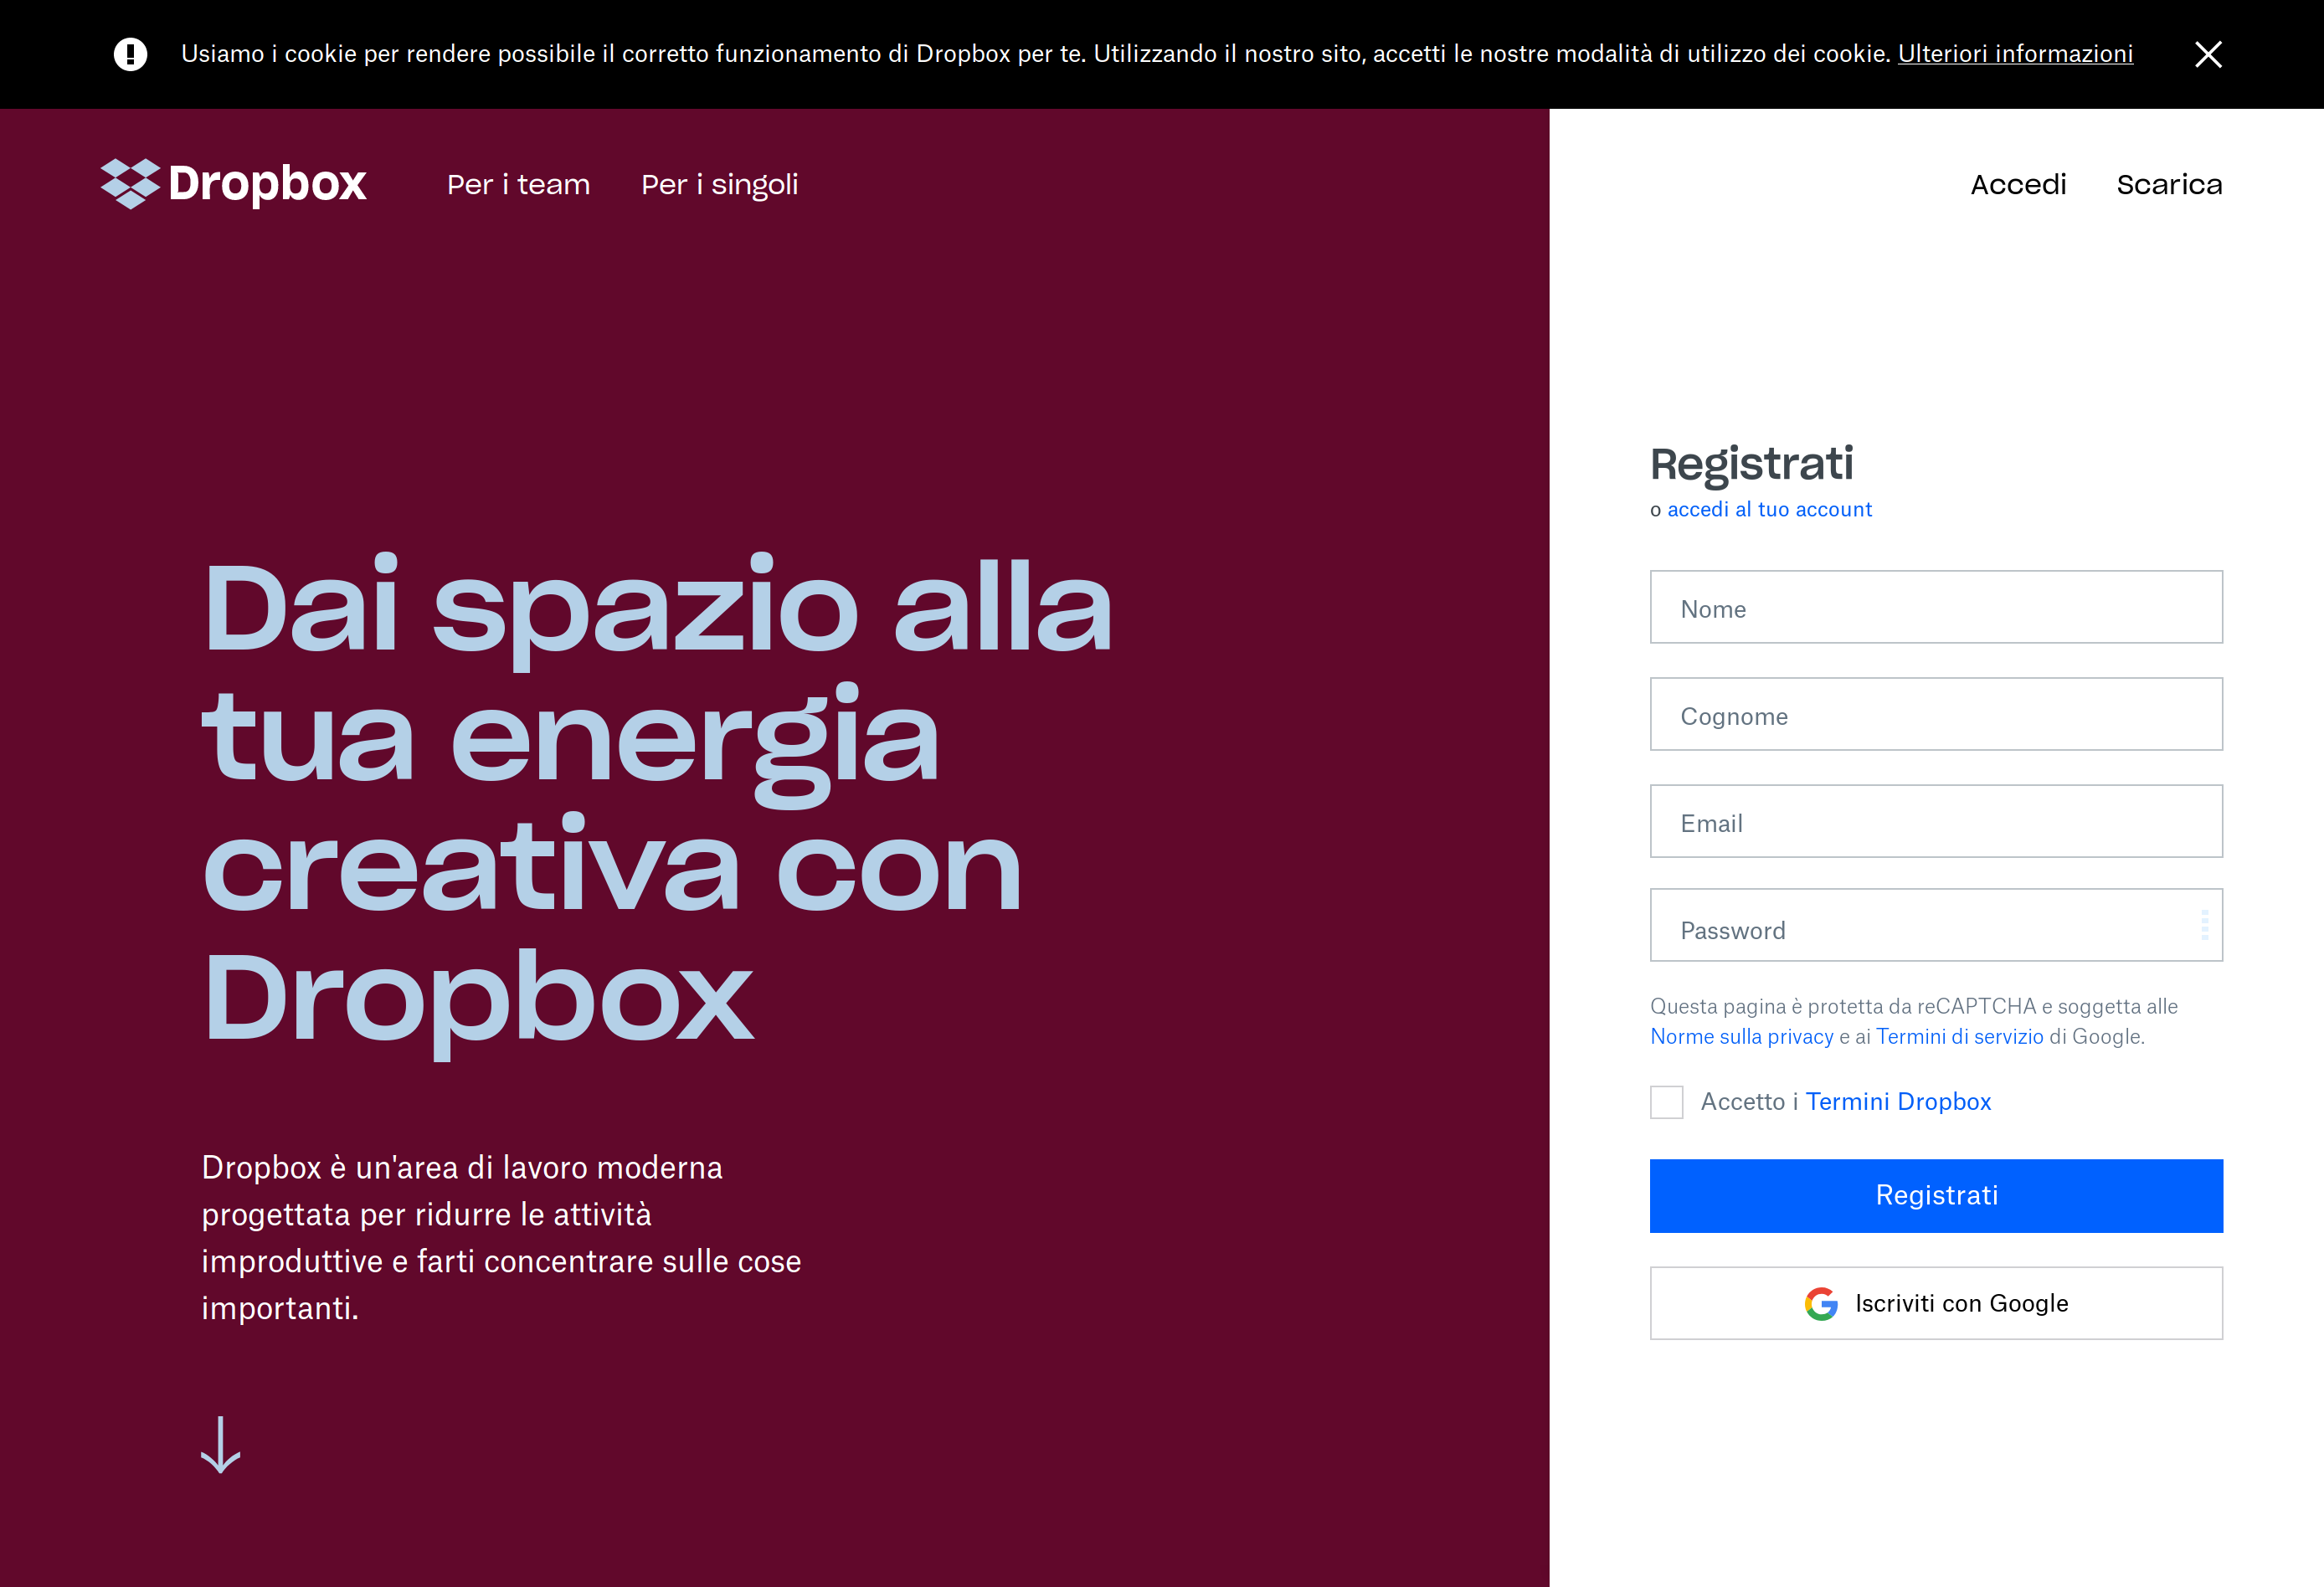 Usiamo i cookie per rendere possibile il corretto funzionamento di Dropbox per te. Utilizzando il nostro sito, accetti le nostre modalità di utilizzo dei cookie. Ulteriori informazioni
Dropbox
Per i team
Per i singoli
Accedi
Scarica
Dai spazio alla
tua energia
creativa con
Dropbox
Dropbox è un'area di lavoro moderna
progettata per ridurre le attività
improduttive e farti concentrare sulle cose
importanti.
Registrati
o accedi al tuo account
Nome
Cognome
Email
Password
Questa pagina è protetta da reCAPTCHA e soggetta alle
Norme sulla privacy e ai Termini di servizio di Google.
Accetto i Termini Dropbox
Registrati
Iscriviti con Google